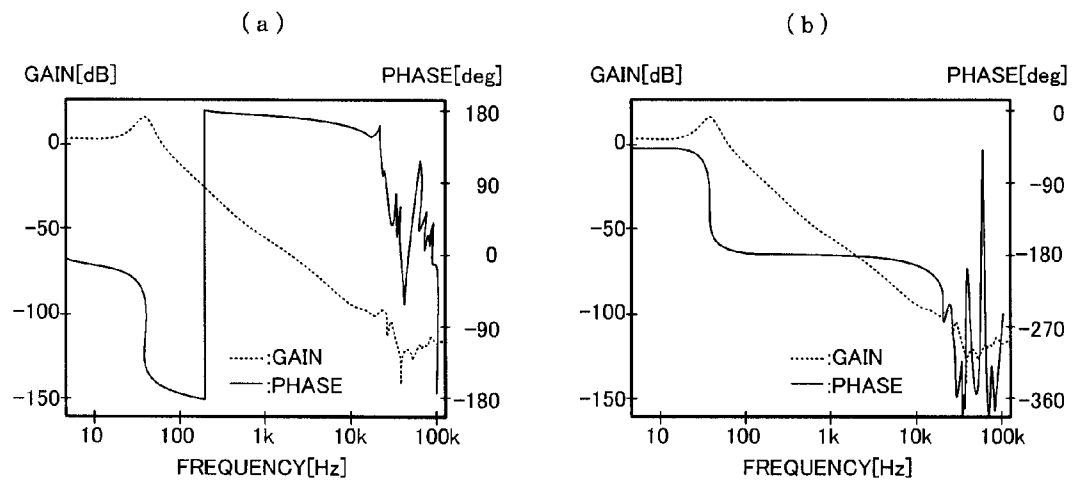 (a)
GAIN[dB]
PHASE[deg]
0
-50
-100
-150
180
90
0
-90
-180
10
100
1k
10k
100k
FREQUENCY[Hz]
:GAIN
:PHASE
(b)
GAIN[dB]
PHASE[deg]
0
-50
-100
-150
0
-90
-180
-270
-360
10
100
1k
10k
100k
FREQUENCY[Hz]
:GAIN
:PHASE